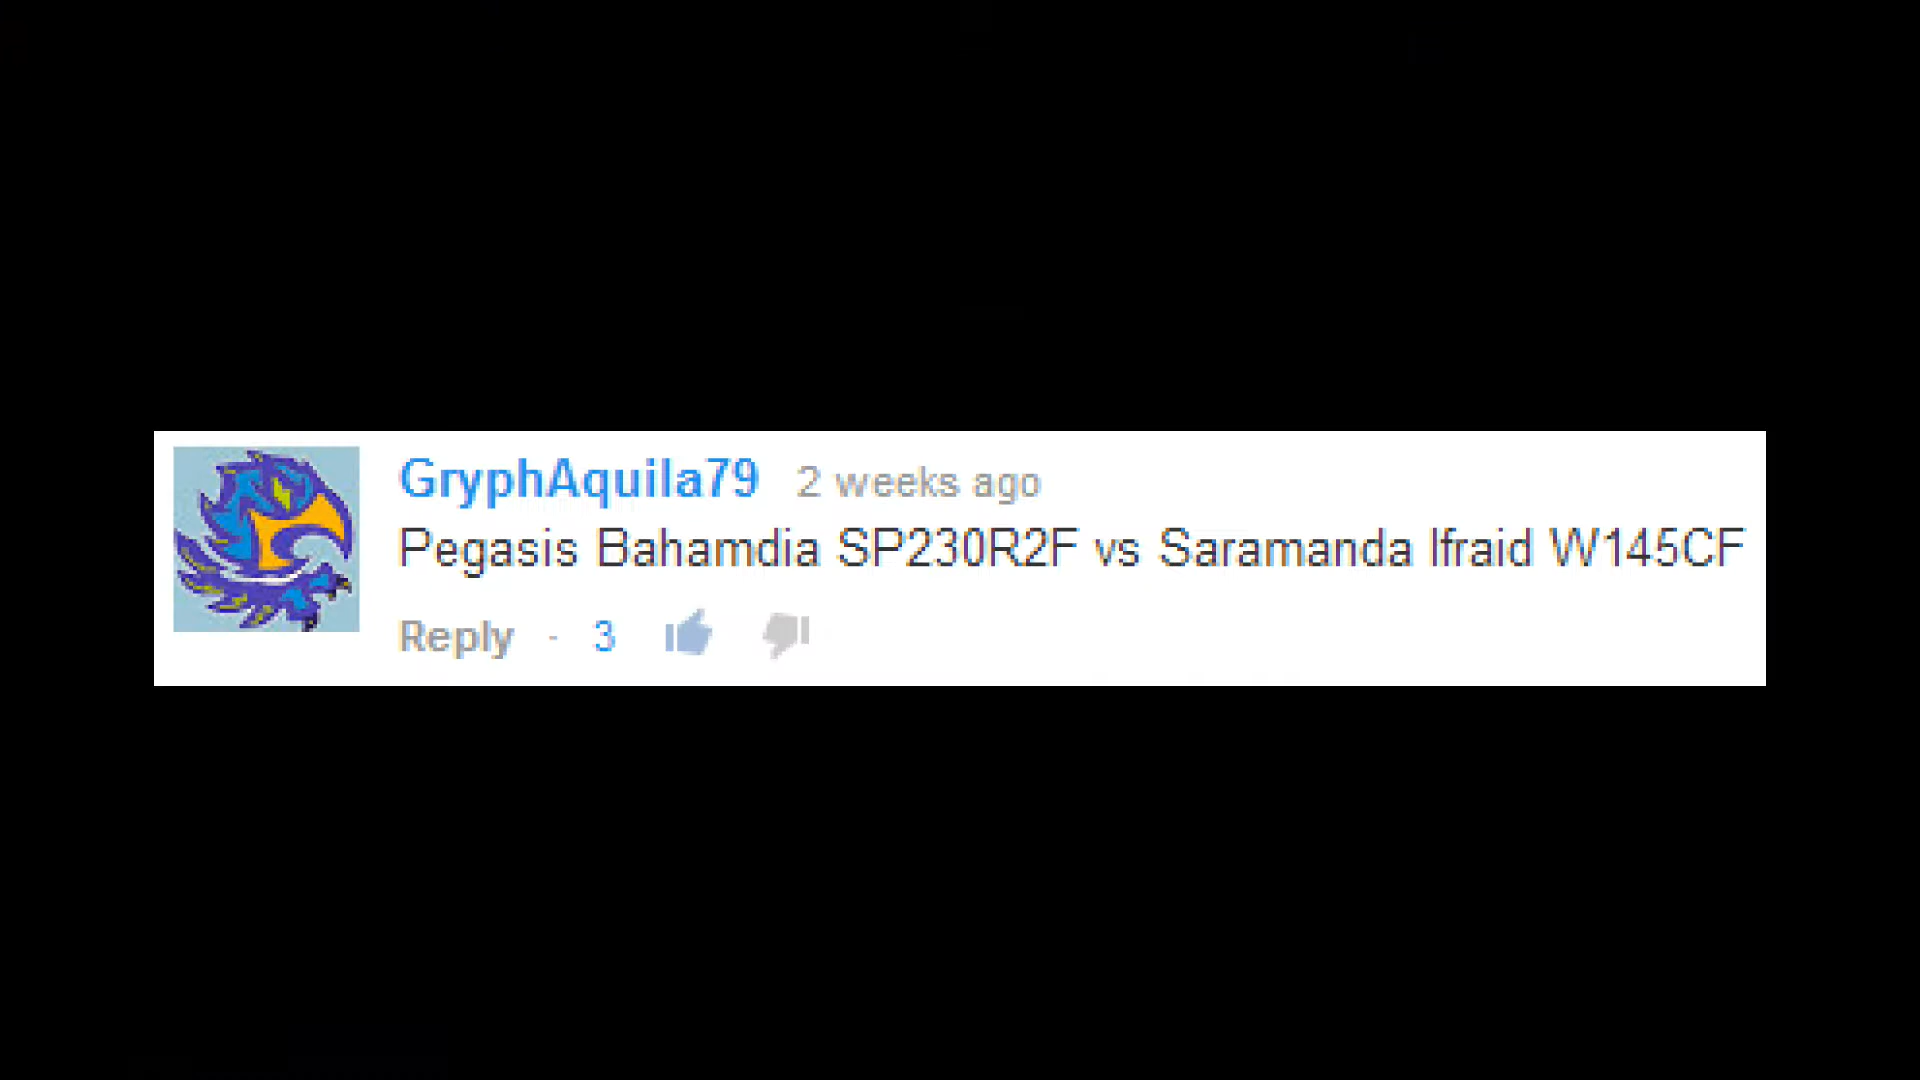 GryphAquila79 2 weeks ago
Pegasis Bahamdia SP230R2F vs Saramanda Ifraid W145CF
Reply · 3